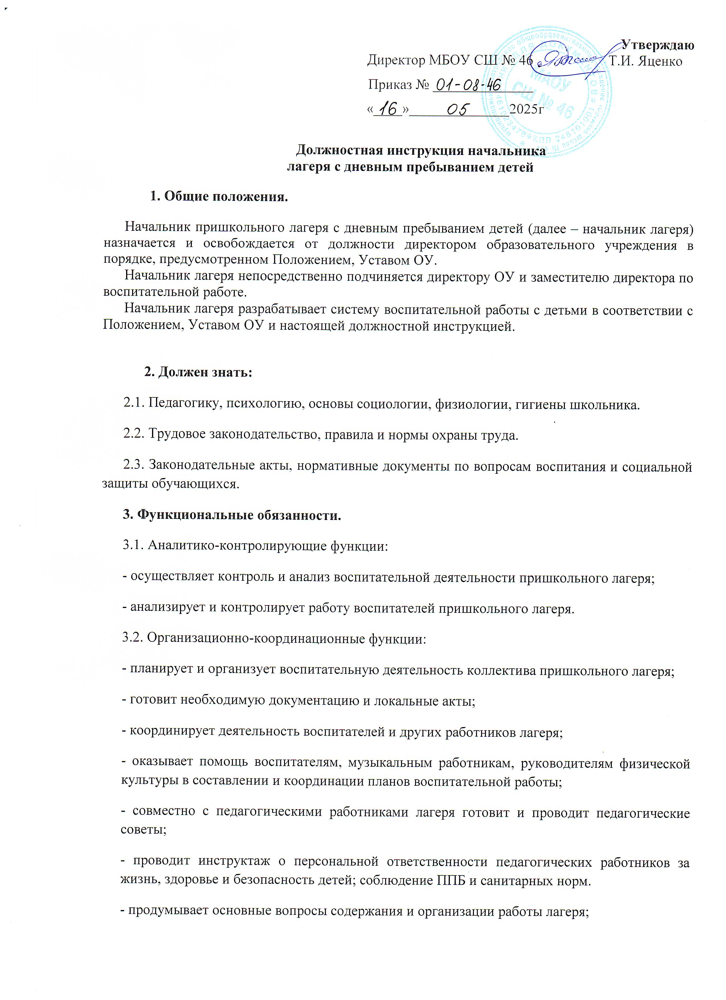 Утверждаю
Директор МБОУ СШ № 46 Т.И. Яценко
Приказ № 01-08-46
«16» 05 2025г
МАОУ
СШ № 46
ДЛЯ ДОКУМЕНТОВ
КПП 246101001
Должностная инструкция начальника
лагеря с дневным пребыванием детей
1. Общие положения.
Начальник пришкольного лагеря с дневным пребыванием детей (далее – начальник лагеря)
назначается и освобождается от должности директором образовательного учреждения в
порядке, предусмотренном Положением, Уставом ОУ.
Начальник лагеря непосредственно подчиняется директору ОУ и заместителю директора по
воспитательной работе.
Начальник лагеря разрабатывает систему воспитательной работы с детьми в соответствии с
Положением, Уставом ОУ и настоящей должностной инструкцией.
2. Должен знать:
2.1. Педагогику, психологию, основы социологии, физиологии, гигиены школьника.
2.2. Трудовое законодательство, правила и нормы охраны труда.
2.3. Законодательные акты, нормативные документы по вопросам воспитания и социальной
защиты обучающихся.
3. Функциональные обязанности.
3.1. Аналитико-контролирующие функции:
- осуществляет контроль и анализ воспитательной деятельности пришкольного лагеря;
- анализирует и контролирует работу воспитателей пришкольного лагеря.
3.2. Организационно-координационные функции:
- планирует и организует воспитательную деятельность коллектива пришкольного лагеря;
- готовит необходимую документацию и локальные акты;
- координирует деятельность воспитателей и других работников лагеря;
- оказывает помощь воспитателям, музыкальным работникам, руководителям физической
культуры в составлении и координации планов воспитательной работы;
- совместно с педагогическими работниками лагеря готовит и проводит педагогические
советы;
- проводит инструктаж о персональной ответственности педагогических работников за
жизнь, здоровье и безопасность детей; соблюдение ППБ и санитарных норм.
- продумывает основные вопросы содержания и организации работы лагеря;